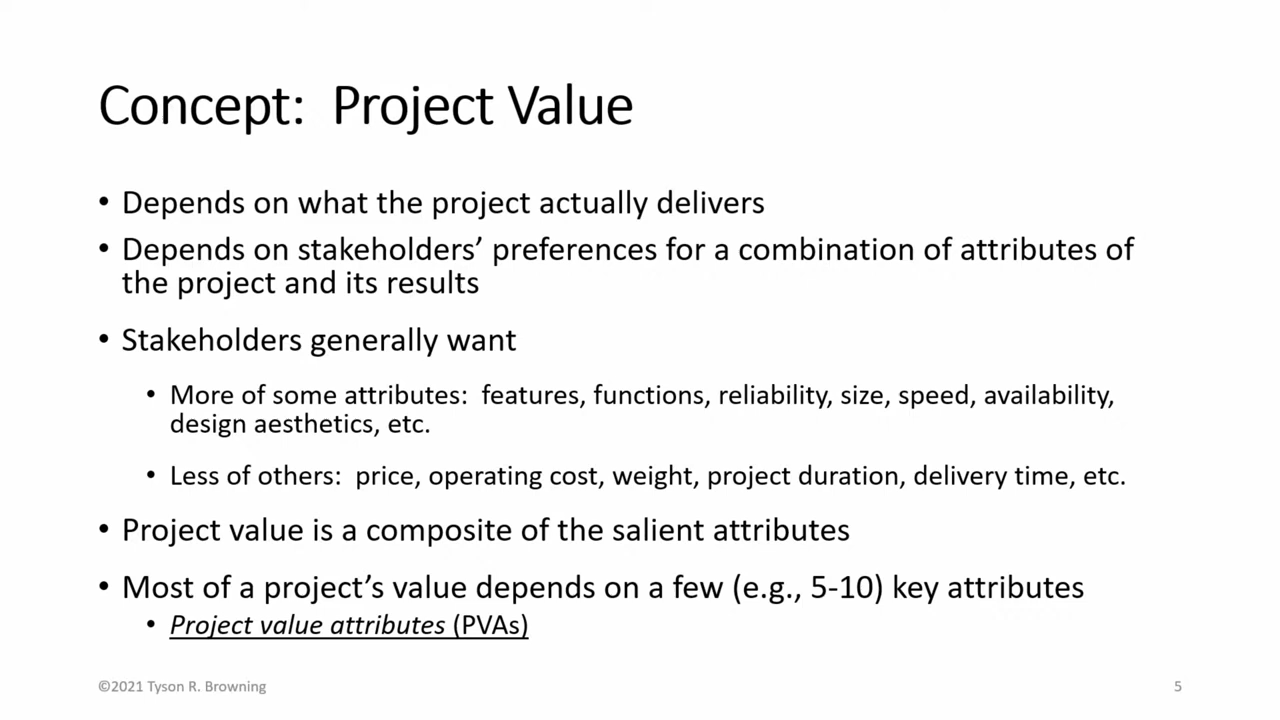 Concept:  Project Value
• Depends on what the project actually delivers
• Depends on stakeholders’ preferences for a combination of attributes of
the project and its results
• Stakeholders generally want
• More of some attributes:  features, functions, reliability, size, speed, availability,
design aesthetics, etc.
• Less of others:  price, operating cost, weight, project duration, delivery time, etc.
• Project value is a composite of the salient attributes
• Most of a project’s value depends on a few (e.g., 5-10) key attributes
• Project value attributes (PVAs)
©2021 Tyson R. Browning
5